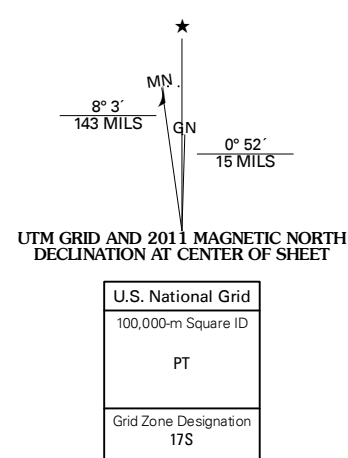 MN
8° 3´
143 MILS
GN
0° 52´
15 MILS
UTM GRID AND 2011 MAGNETIC NORTH
DECLINATION AT CENTER OF SHEET
U.S. National Grid
100,000-m Square ID
PT
Grid Zone Designation
17S